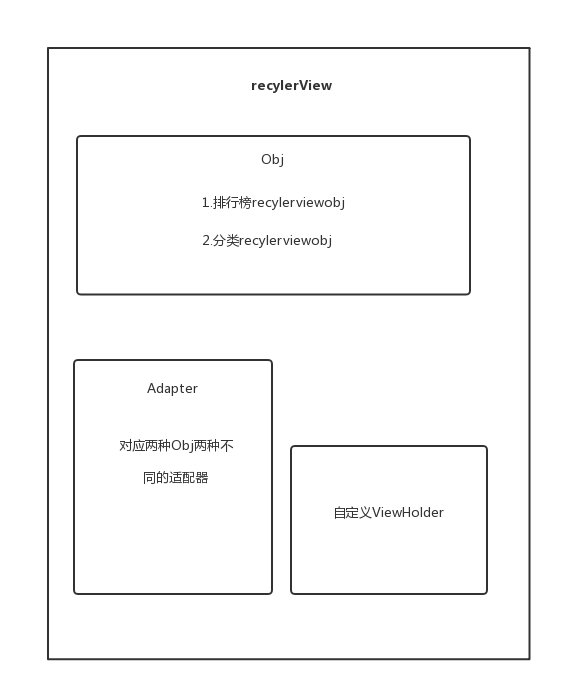 recylerView
Obj
1.排行榜recylerviewobj
2.分类recylerviewobj
Adapter
对应两种Obj两种不
同的适配器
自定义ViewHolder